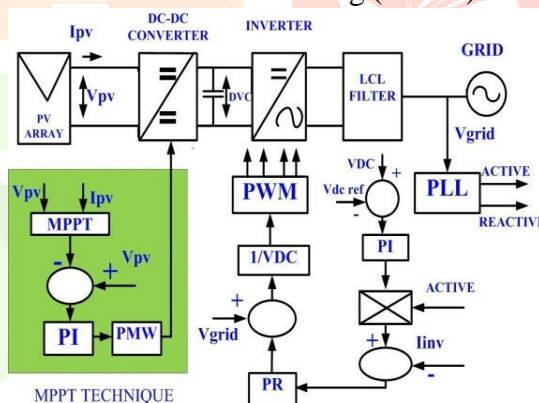 DC-DC
CONVERTER
INVERTER
Ipv
Vpv
PV
ARRAY
DVC
LCL
FILTER
GRID
Vgrid
PLL
ACTIVE
REACTIVE
VDC
+
Vdc ref
-
PI
ACTIVE
+
Iinv
-
PR
Vgrid
+
1/VDC
PWM
Vpv
Ipv
MPPT
-
+
Vpv
PI
PMW
MPPT TECHNIQUE